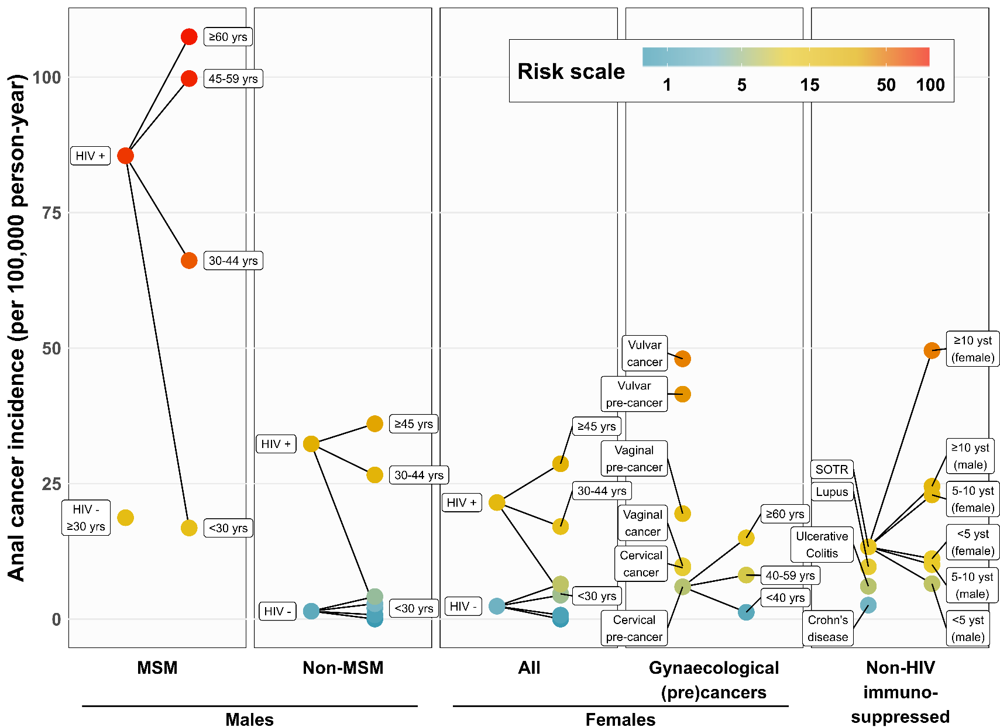 Anal cancer incidence (per 100,000 person-year)
100
75
50
25
0
Risk scale
1
5
15
50
100
≥60 yrs
45-59 yrs
HIV +
30-44 yrs
HIV -
≥30 yrs
<30 yrs
≥45 yrs
HIV +
30-44 yrs
HIV -
<30 yrs
≥45 yrs
30-44 yrs
HIV +
<30 yrs
HIV -
Vulvar
cancer
Vulvar
pre-cancer
Vaginal
pre-cancer
Vaginal
cancer
Cervical
cancer
Cervical
pre-cancer
≥60 yrs
40-59 yrs
<40 yrs
SOTR
Lupus
Ulcerative
Colitis
Crohn's
disease
≥10 yst
(female)
≥10 yst
(male)
5-10 yst
(female)
<5 yst
(female)
5-10 yst
(male)
<5 yst
(male)
MSM
Non-MSM
All
Gynaecological
(pre)cancers
Non-HIV
immuno-
suppressed
Males
Females